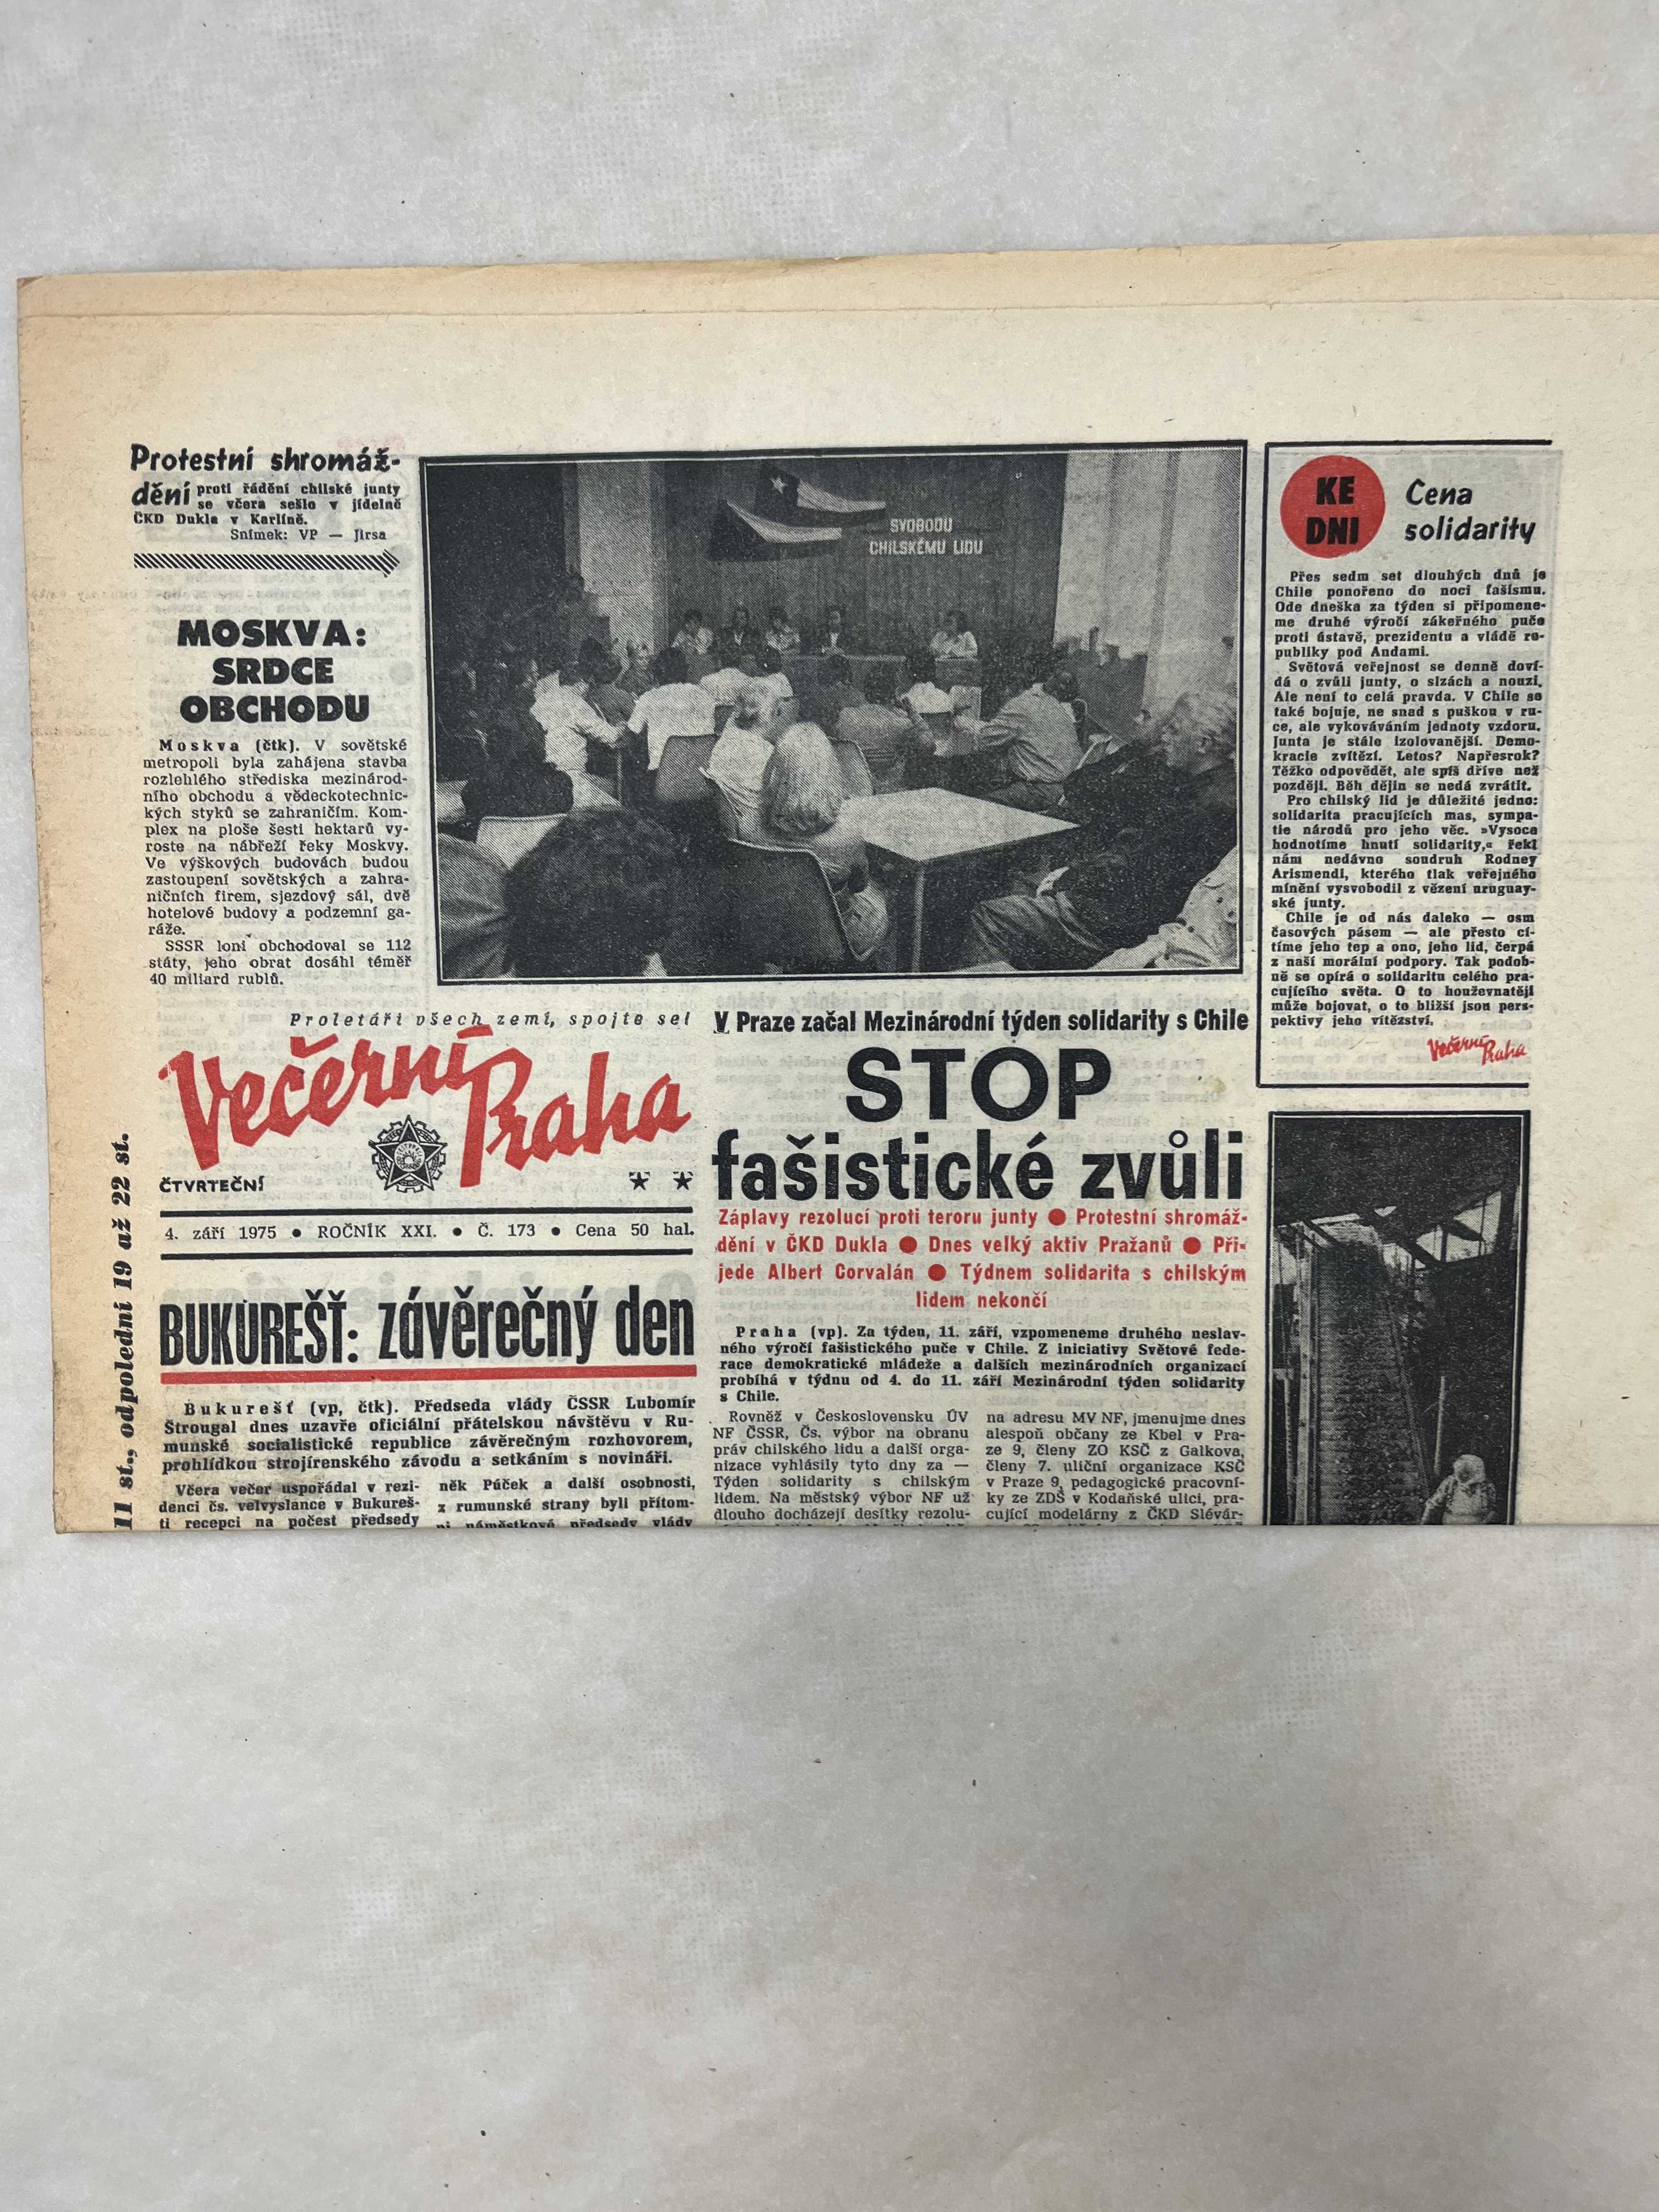 Protestní shromáž-
dění proti řádění chilské junty
se včera sešlo v jídelně
ČKD Dukla v Karlíně.
Snímek: VP — Jirsa
MOSKVA:
SRDCE
OBCHODU
Moskva (čtk). V sovětské
metropoli byla zahájena stavba
rozlehlého střediska mezinárod-
ního obchodu a vědeckotechnic-
kých styků se zahraničím. Kom-
plex na ploše šesti hektarů vy-
roste na nábřeží řeky Moskvy.
Ve výškových budovách budou
zastoupení sovětských a zahra-
ničních firem, sjezdový sál, dvě
hotelové budovy a podzemní ga-
ráže.
SSSR loni obchodoval se 112
státy, jeho obrat dosáhl téměř
40 miliard rublů.
SVOBODU
CHILSKÉMU LIDU
KE
DNI
Cena
solidarity
Přes sedm set dlouhých dnů je
Chile ponořeno do noci fašismu.
Ode dneška za týden si připomene-
me druhé výročí zákeřného puče
proti ústavě, prezidentu a vládě re-
publiky pod Andami.
Světová veřejnost se denně doví-
dá o zvůli junty, o slzách a nouzi.
Ale není to celá pravda. V Chile se
také bojuje, ne snad s puškou v ru-
ce, ale vykováváním jednoty vzdoru.
Junta je stále izolovanější. Demo-
kracie zvítězí. Letos? Napřesrok?
Těžko odpovědět, ale spíš dříve než
později. Běh dějin se nedá zvrátit.
Pro chilský lid je důležité jedno:
solidarita pracujících mas, sympa-
tie národů pro jeho věc. »Vysoce
hodnotíme hnutí solidarity,« řekl
nám nedávno soudruh Rodney
Arismendi, kterého tlak veřejného
mínění vysvobodil z vězení uruguay-
ské junty.
Chile je od nás daleko — osm
časových pásem — ale přesto cí-
tíme jeho tep a ono, jeho lid, čerpá
z naší morální podpory. Tak podob-
ně se opírá o solidaritu celého pra-
cujícího světa. O to houževnatěji
může bojovat, o to bližší jsou pers-
pektivy jeho vítězství.
Večerní Praha
Proletáři všech zemí, spojte se!
Večerní
Praha
ČTVRTEČNÍ
4. září 1975 ● ROČNÍK XXI. ● Č. 173 ● Cena 50 hal.
11 st., odpolední 19 až 22 st.
BUKUREŠŤ: závěrečný den
Bukurešť (vp, čtk). Předseda vlády ČSSR Lubomír
Štrougal dnes uzavře oficiální přátelskou návštěvu v Ru-
munské socialistické republice závěrečným rozhovorem,
prohlídkou strojírenského závodu a setkáním s novináři.
Včera večer uspořádal v rezi-
denci čs. velvyslance v Bukureš-
ti recepci na počest předsedy
něk Púček a další osobnosti,
z rumunské strany byli přítom-
ni náměstkové předsedy vlády
V Praze začal Mezinárodní týden solidarity s Chile
STOP
fašistické zvůli
Záplavy rezolucí proti teroru junty ● Protestní shromáž-
dění v ČKD Dukla ● Dnes velký aktiv Pražanů ● Při-
jede Albert Corvalán ● Týdnem solidarita s chilským
lidem nekončí
Praha (vp). Za týden, 11. září, vzpomeneme druhého neslav-
ného výročí fašistického puče v Chile. Z iniciativy Světové fede-
race demokratické mládeže a dalších mezinárodních organizací
probíhá v týdnu od 4. do 11. září Mezinárodní týden solidarity
s Chile.
Rovněž v Československu ÚV
NF ČSSR, Čs. výbor na obranu
práv chilského lidu a další orga-
nizace vyhlásily tyto dny za —
Týden solidarity s chilským
lidem. Na městský výbor NF už
dlouho docházejí desítky rezolu-
na adresu MV NF, jmenujme dnes
alespoň občany ze Kbel v Pra-
ze 9, členy ZO KSČ z Galkova,
členy 7. uliční organizace KSČ
v Praze 9, pedagogické pracovní-
ky ze ZDŠ v Kodaňské ulici, pra-
cující modelárny z ČKD Slévár-